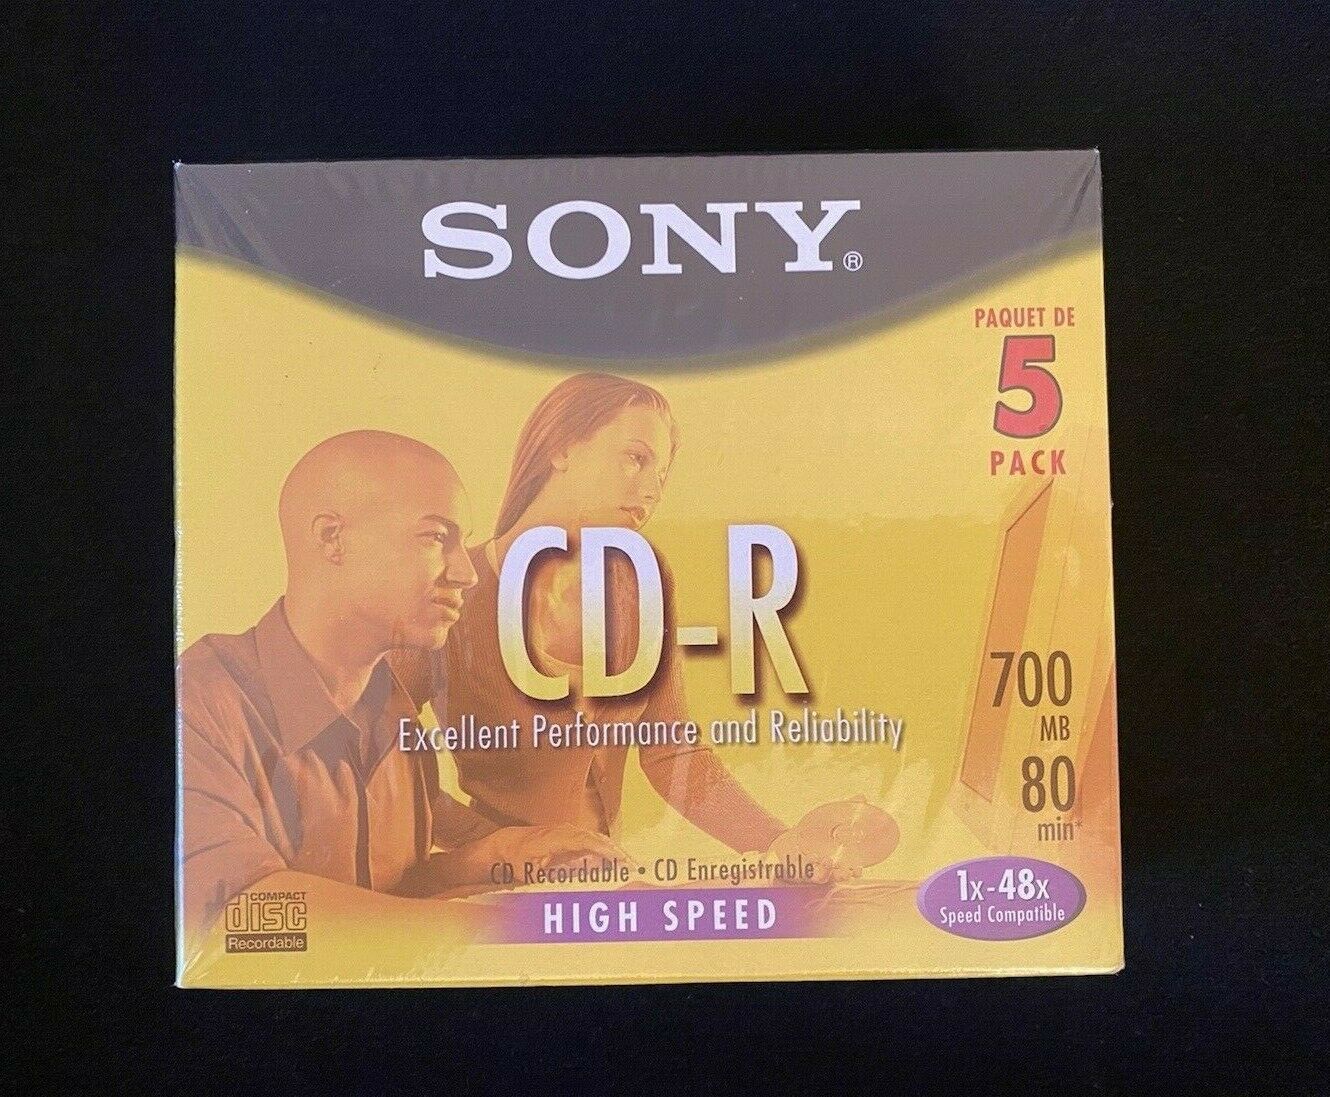 SONY®
PAQUET DE
5
PACK
CD-R
Excellent Performance and Reliability
700
MB
80
min*
CD Recordable • CD Enregistrable
HIGH SPEED
1x-48x
Speed Compatible
COMPACT
disc
Recordable